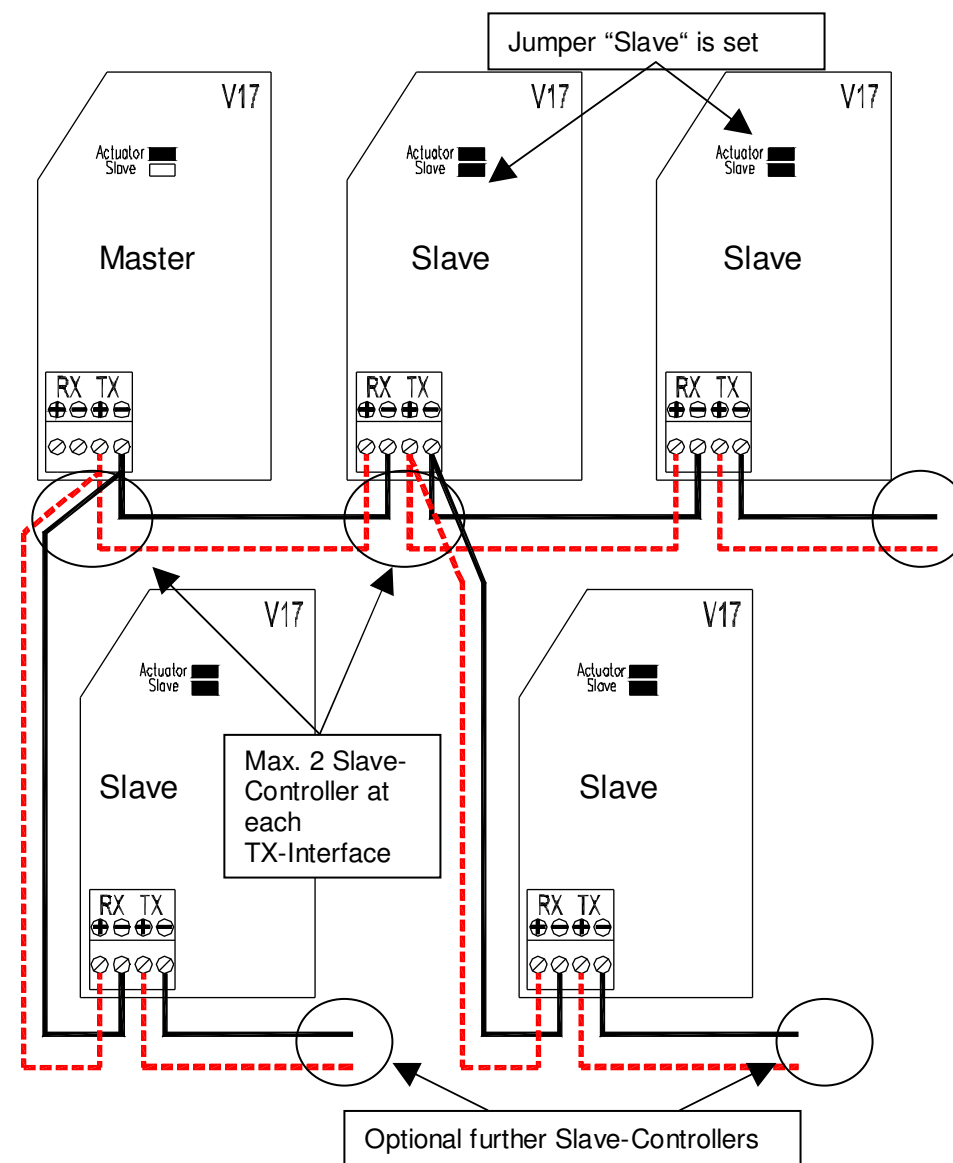 Jumper “Slave“ is set
V17
Actuator
Slave
Master
RX TX
+ - + -
V17
Actuator
Slave
Slave
RX TX
+ - + -
V17
Actuator
Slave
Slave
RX TX
+ - + -
V17
Actuator
Slave
Slave
RX TX
+ - + -
Max. 2 Slave-
Controller at
each
TX-Interface
V17
Actuator
Slave
Slave
RX TX
+ - + -
Optional further Slave-Controllers